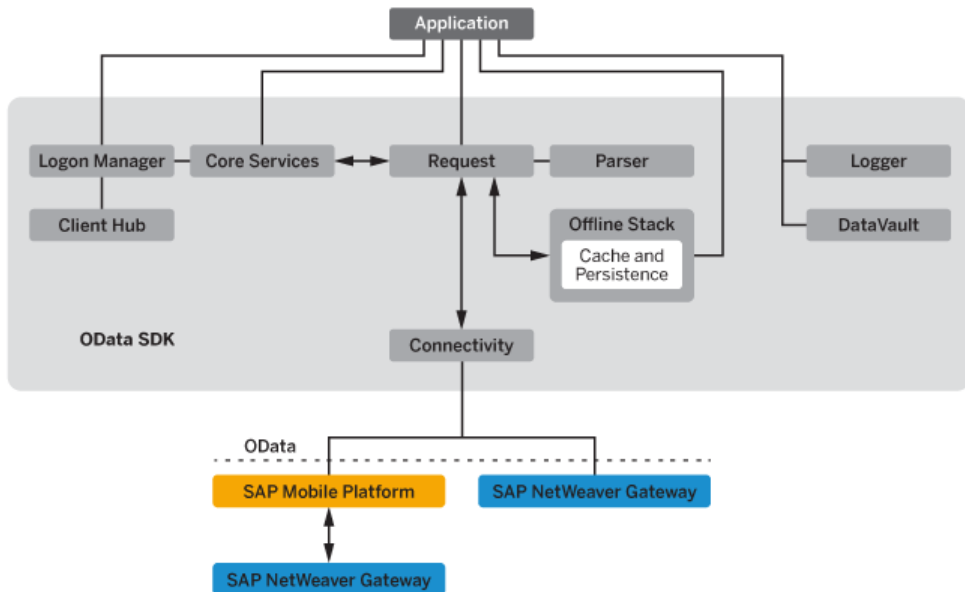 Application
Logon Manager
Core Services
Request
Parser
Logger
Client Hub
Offline Stack
Cache and
Persistence
DataVault
OData SDK
Connectivity
OData
SAP Mobile Platform
SAP NetWeaver Gateway
SAP NetWeaver Gateway